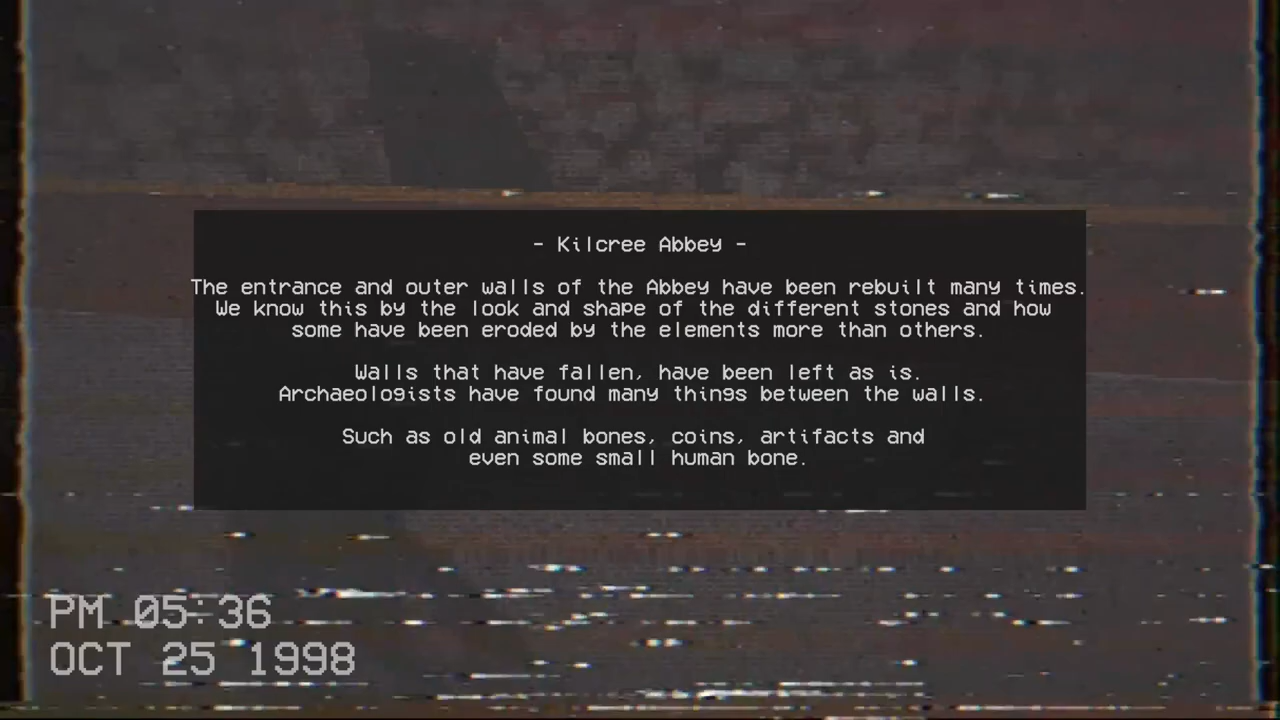 - Kilcree Abbey -
The entrance and outer walls of the Abbey have been rebuilt many times.
We know this by the look and shape of the different stones and how
some have been eroded by the elements more than others.
Walls that have fallen, have been left as is.
Archaeologists have found many things between the walls.
Such as old animal bones, coins, artifacts and
even some small human bone.
PM 05:36
OCT 25 1998